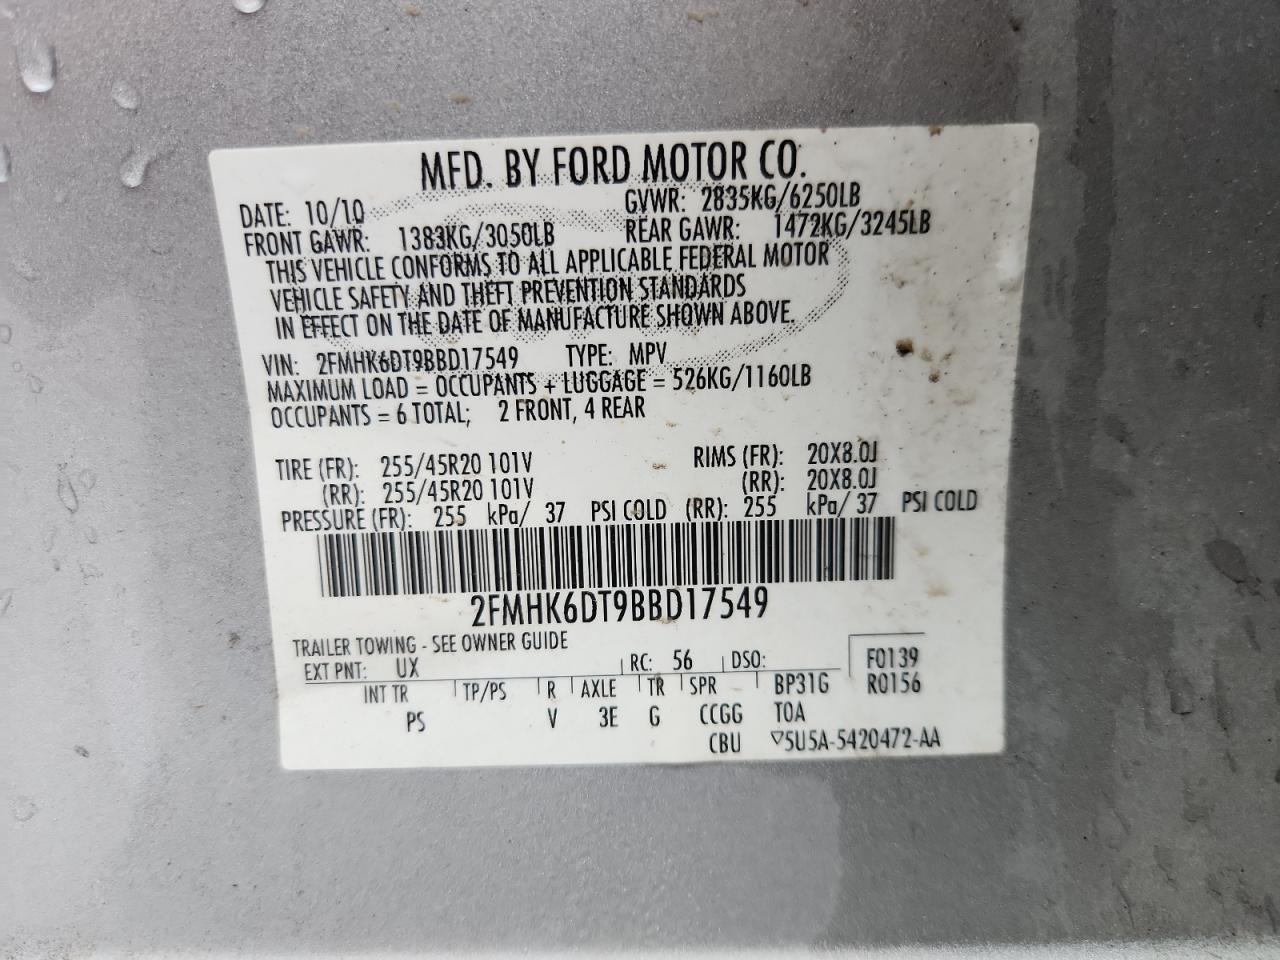 MFD. BY FORD MOTOR CO.
DATE: 10/10 GVWR: 2835KG/6250LB
FRONT GAWR: 1383KG/3050LB REAR GAWR: 1472KG/3245LB
THIS VEHICLE CONFORMS TO ALL APPLICABLE FEDERAL MOTOR
VEHICLE SAFETY AND THEFT PREVENTION STANDARDS
IN EFFECT ON THE DATE OF MANUFACTURE SHOWN ABOVE.
VIN: 2FMHK6DT9BBD17549 TYPE: MPV
MAXIMUM LOAD = OCCUPANTS + LUGGAGE = 526KG/1160LB
OCCUPANTS = 6 TOTAL; 2 FRONT, 4 REAR
TIRE (FR): 255/45R20 101V RIMS (FR): 20X8.0J
(RR): 255/45R20 101V (RR): 20X8.0J
PRESSURE (FR): 255 kPa/ 37 PSI COLD (RR): 255 kPa/ 37 PSI COLD
2FMHK6DT9BBD17549
TRAILER TOWING - SEE OWNER GUIDE
EXT PNT: UX RC: 56 DSO: F0139
INT TR TP/PS R AXLE TR SPR BP31G R0156
PS V 3E G CCGG TOA
CBU ▽5U5A-5420472-AA